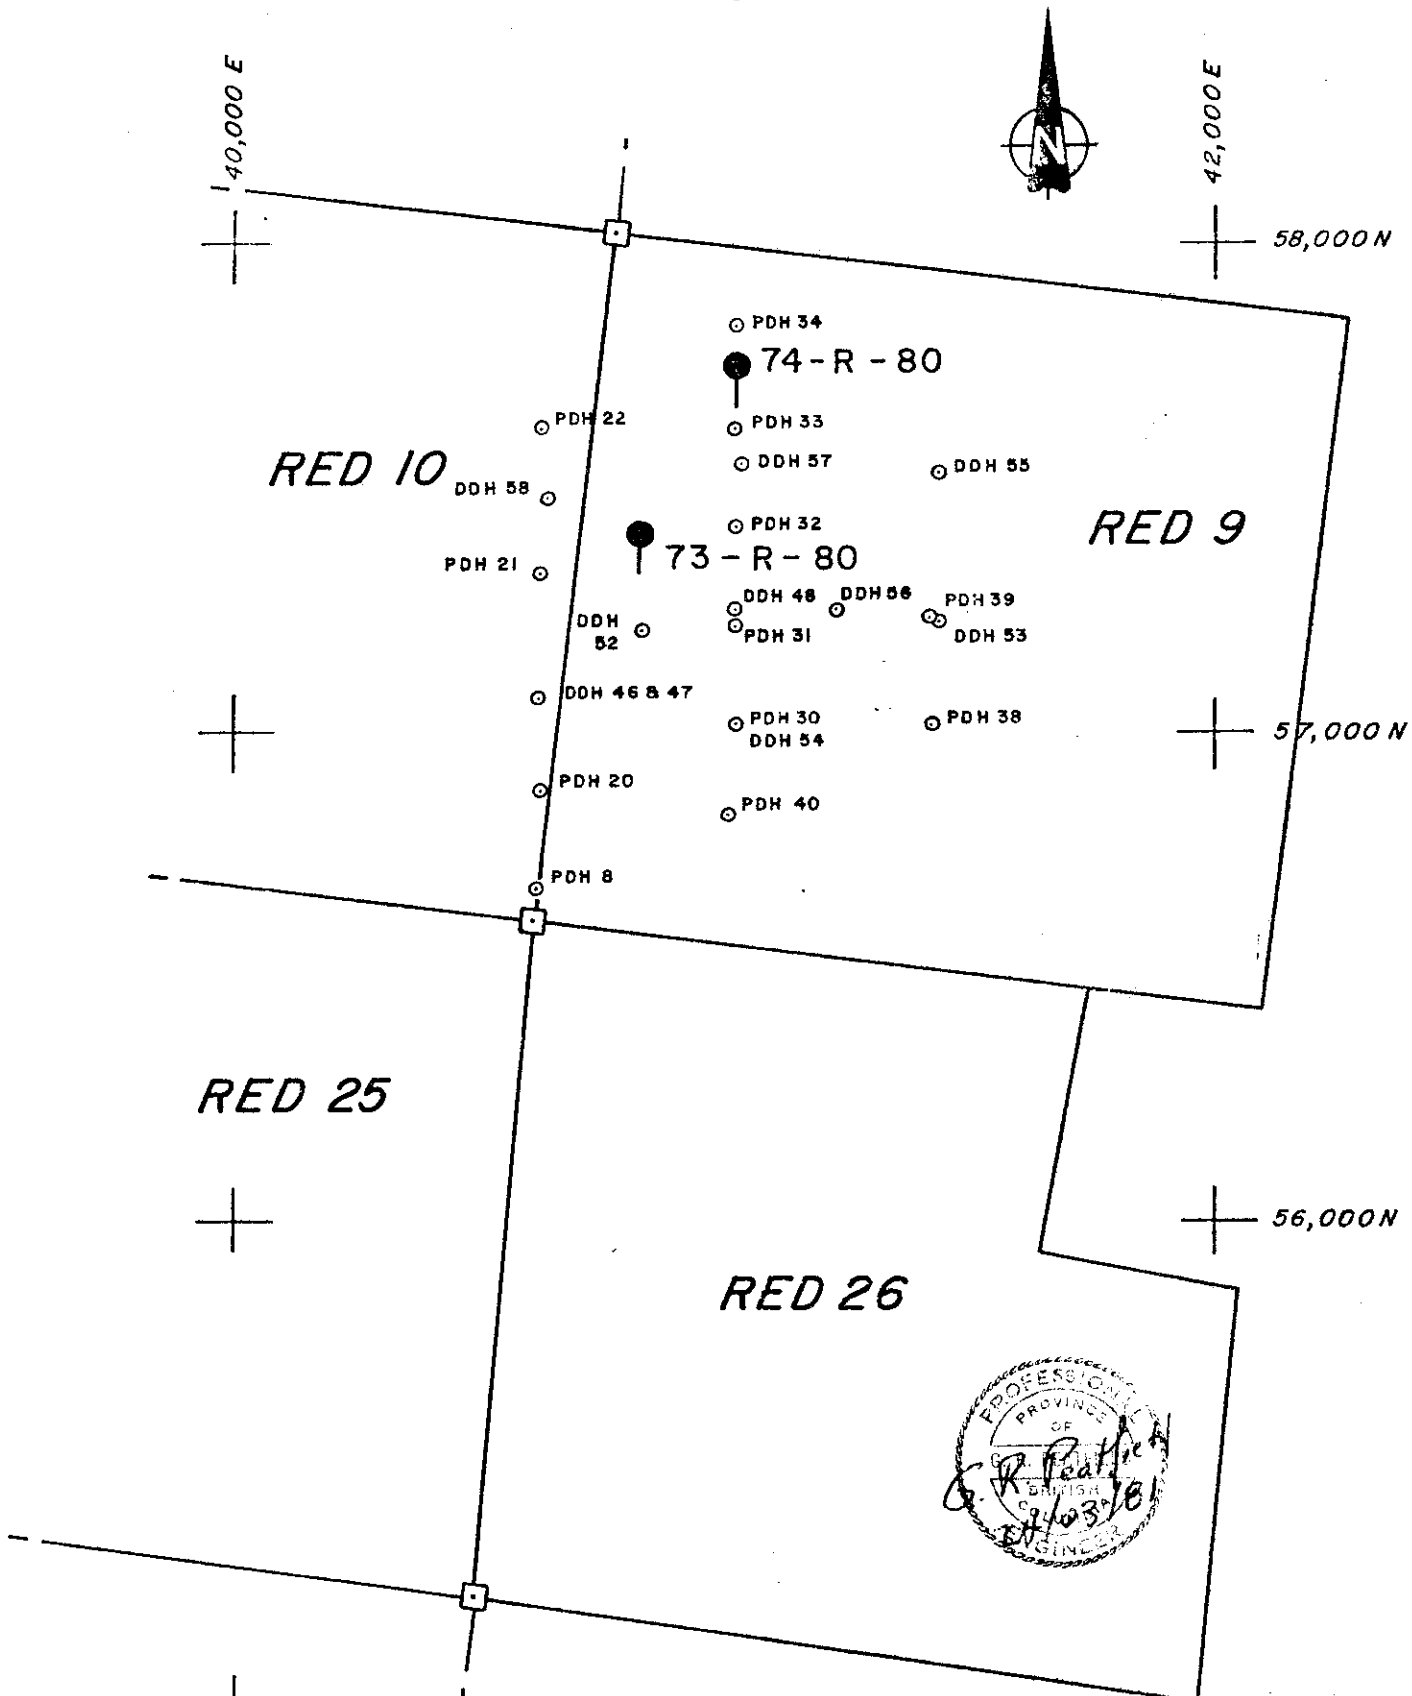 40,000 E
42,000 E
N
58,000 N
PDH 34
74-R-80
PDH 22
PDH 33
RED 10
DDH 58
DDH 57
DDH 55
PDH 32
RED 9
73-R-80
PDH 21
DDH 48
DDH 56
PDH 39
DDH
52
PDH 31
DDH 53
DDH 46 & 47
PDH 30
DDH 54
PDH 38
57,000 N
PDH 20
PDH 40
PDH 8
RED 25
56,000 N
RED 26
PROFESSIONAL
PROVINCE
OF
BRITISH
ENGINEER